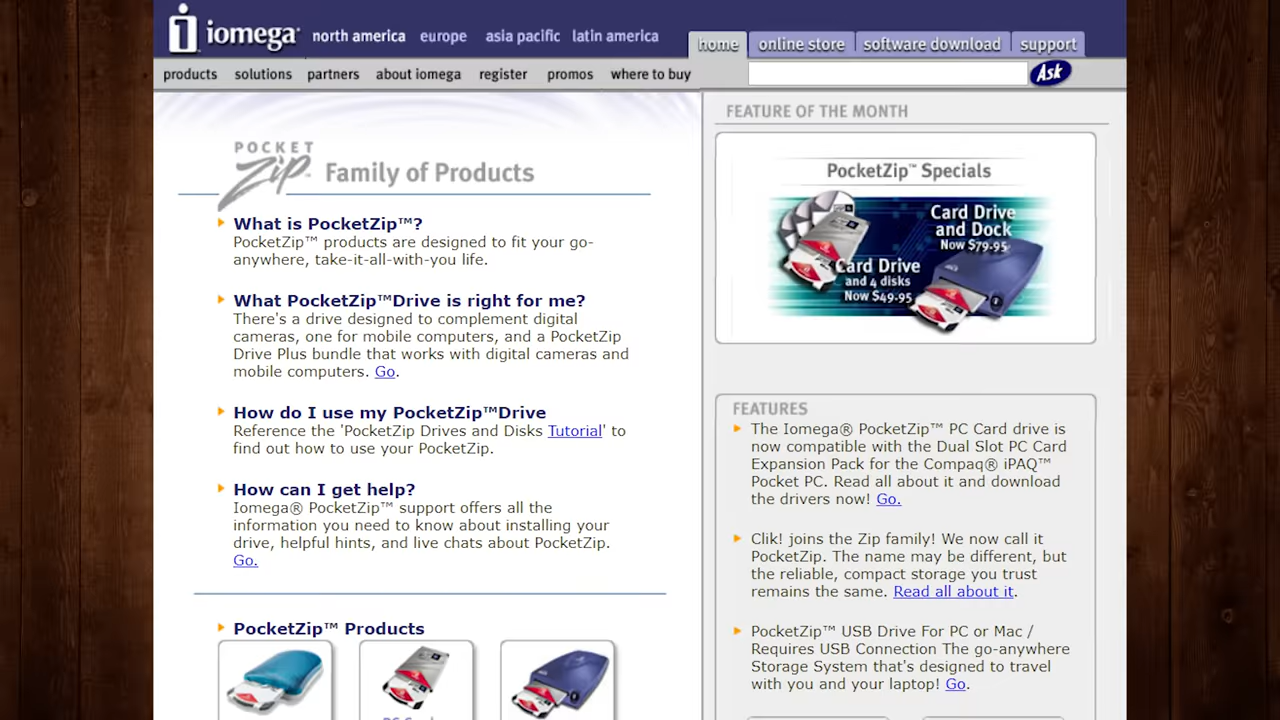 iomega
north america europe asia pacific latin america
home online store software download support
products solutions partners about iomega register promos where to buy
Ask
POCKET
Zip™ Family of Products
What is PocketZip™?
PocketZip™ products are designed to fit your go-
anywhere, take-it-all-with-you life.
What PocketZip™Drive is right for me?
There's a drive designed to complement digital
cameras, one for mobile computers, and a PocketZip
Drive Plus bundle that works with digital cameras and
mobile computers. Go.
How do I use my PocketZip™Drive
Reference the 'PocketZip Drives and Disks Tutorial' to
find out how to use your PocketZip.
How can I get help?
Iomega® PocketZip™ support offers all the
information you need to know about installing your
drive, helpful hints, and live chats about PocketZip.
Go.
PocketZip™ Products
FEATURE OF THE MONTH
PocketZip™ Specials
Card Drive
and Dock
Now $79.95
Card Drive
and 4 disks
Now $49.95
FEATURES
The Iomega® PocketZip™ PC Card drive is
now compatible with the Dual Slot PC Card
Expansion Pack for the Compaq® iPAQ™
Pocket PC. Read all about it and download
the drivers now! Go.
Clik! joins the Zip family! We now call it
PocketZip. The name may be different, but
the reliable, compact storage you trust
remains the same. Read all about it.
PocketZip™ USB Drive For PC or Mac /
Requires USB Connection The go-anywhere
Storage System that's designed to travel
with you and your laptop! Go.